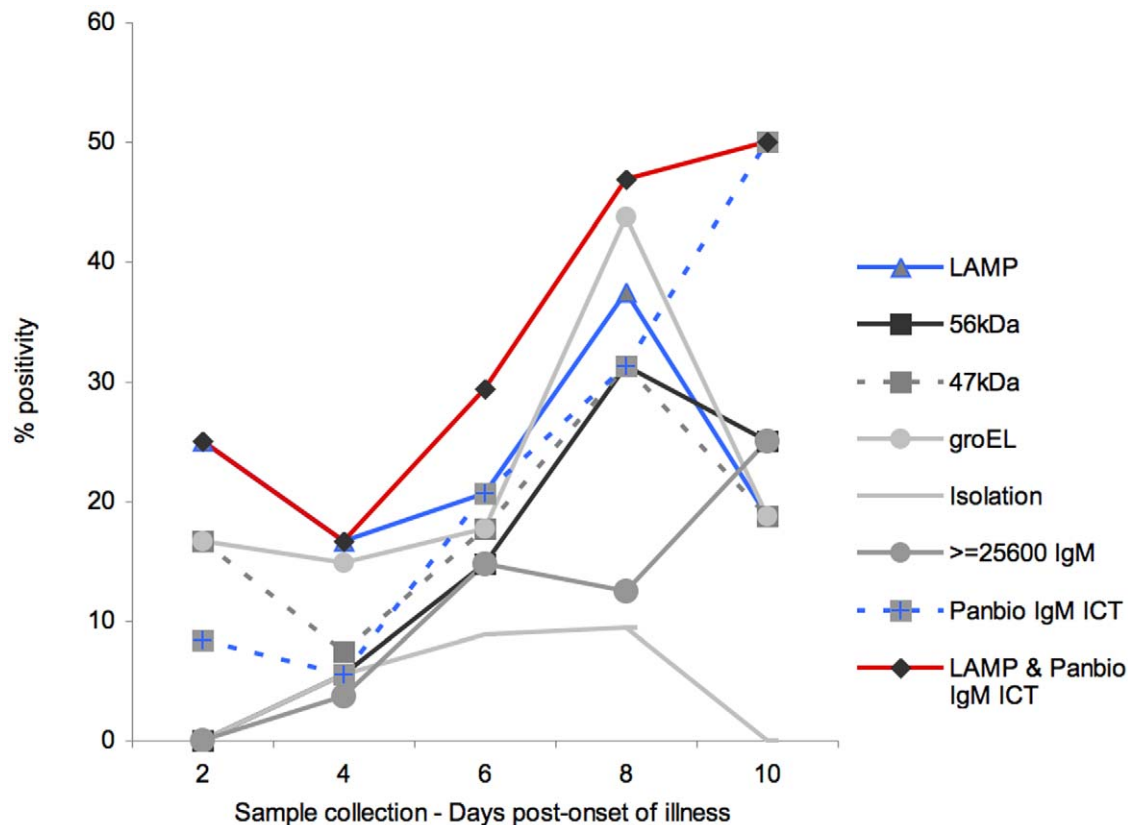 60
50
40
30
20
10
0
% positivity
2 4 6 8 10
Sample collection - Days post-onset of illness
LAMP
56kDa
47kDa
groEL
Isolation
>=25600 IgM
Panbio IgM ICT
LAMP & Panbio
IgM ICT